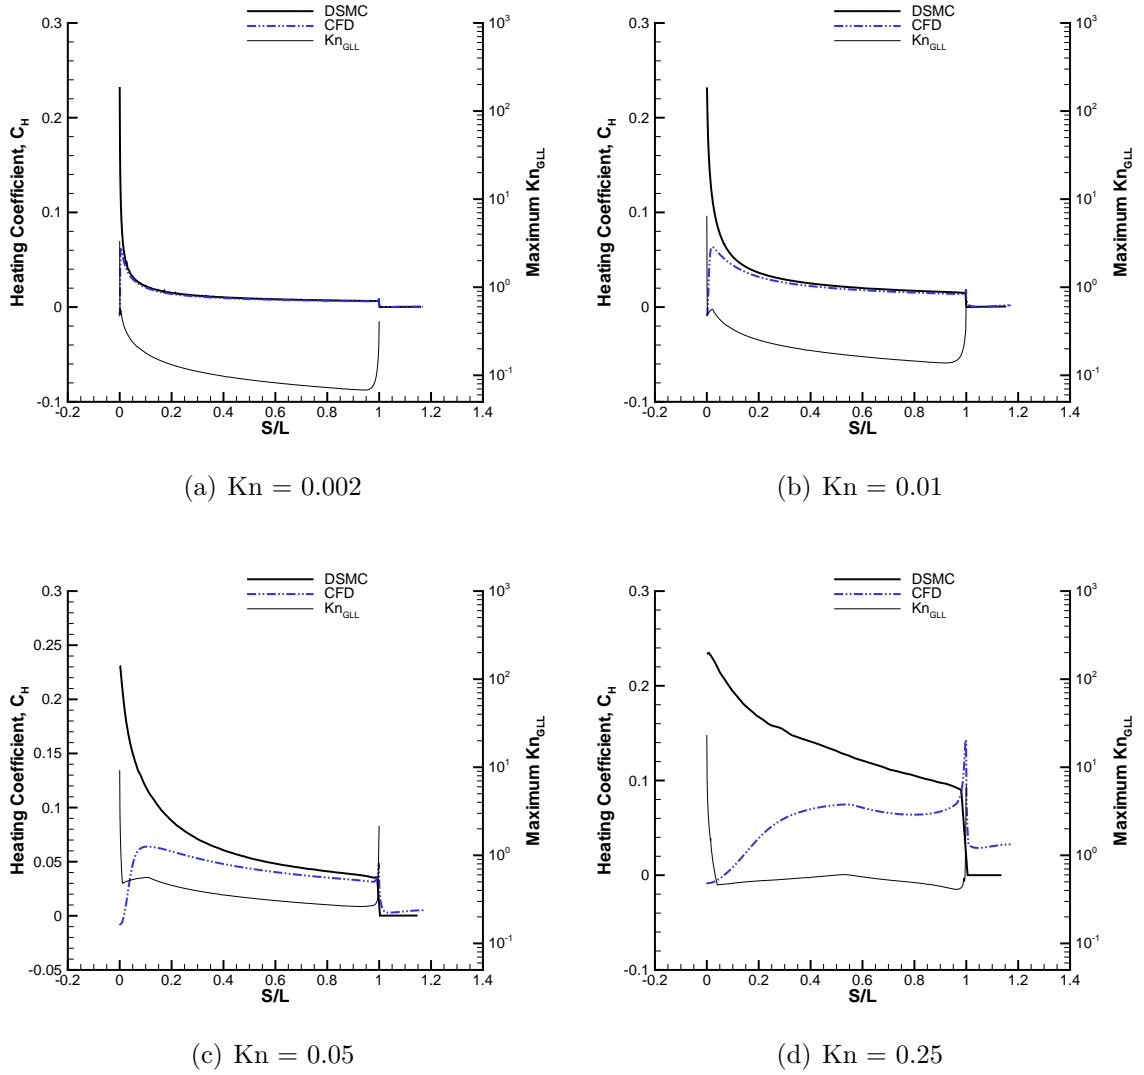 DSMC
CFD
Kn_GLL
0.3
0.2
0.1
0
-0.1
Heating Coefficient, C_H
10^3
10^2
10^1
10^0
10^-1
Maximum Kn_GLL
-0.2 0 0.2 0.4 0.6 0.8 1 1.2 1.4
S/L
(a) Kn = 0.002
DSMC
CFD
Kn_GLL
0.3
0.2
0.1
0
-0.1
Heating Coefficient, C_H
10^3
10^2
10^1
10^0
10^-1
Maximum Kn_GLL
-0.2 0 0.2 0.4 0.6 0.8 1 1.2 1.4
S/L
(b) Kn = 0.01
DSMC
CFD
Kn_GLL
0.3
0.25
0.2
0.15
0.1
0.05
0
-0.05
Heating Coefficient, C_H
10^3
10^2
10^1
10^0
10^-1
Maximum Kn_GLL
-0.2 0 0.2 0.4 0.6 0.8 1 1.2 1.4
S/L
(c) Kn = 0.05
DSMC
CFD
Kn_GLL
0.3
0.2
0.1
0
-0.1
Heating Coefficient, C_H
10^3
10^2
10^1
10^0
10^-1
Maximum Kn_GLL
-0.2 0 0.2 0.4 0.6 0.8 1 1.2 1.4
S/L
(d) Kn = 0.25